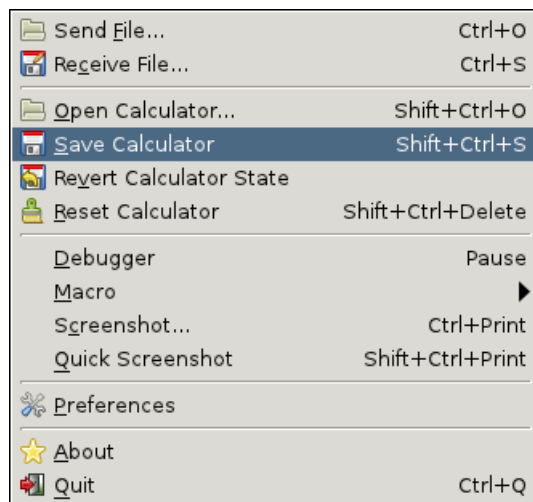 Send File... Ctrl+O
Receive File... Ctrl+S
Open Calculator... Shift+Ctrl+O
Save Calculator Shift+Ctrl+S
Revert Calculator State
Reset Calculator Shift+Ctrl+Delete
Debugger Pause
Macro
Screenshot... Ctrl+Print
Quick Screenshot Shift+Ctrl+Print
Preferences
About
Quit Ctrl+Q